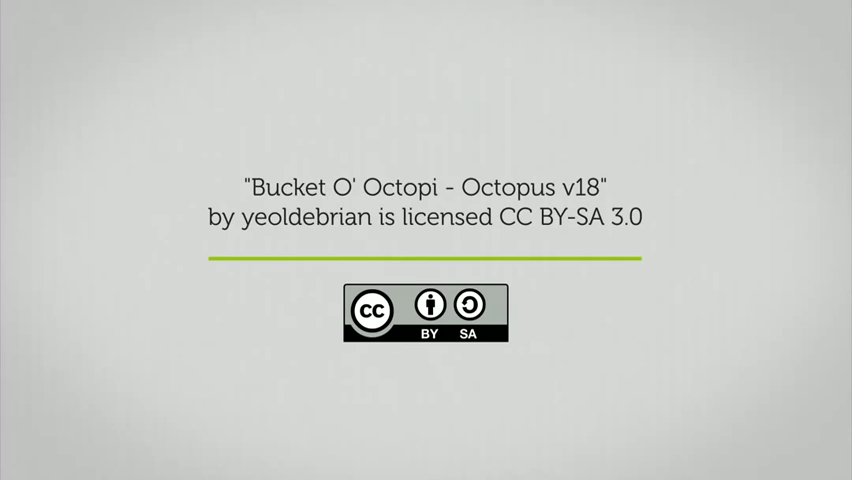 "Bucket O' Octopi - Octopus v18"
by yeoldebrian is licensed CC BY-SA 3.0
cc
BY SA